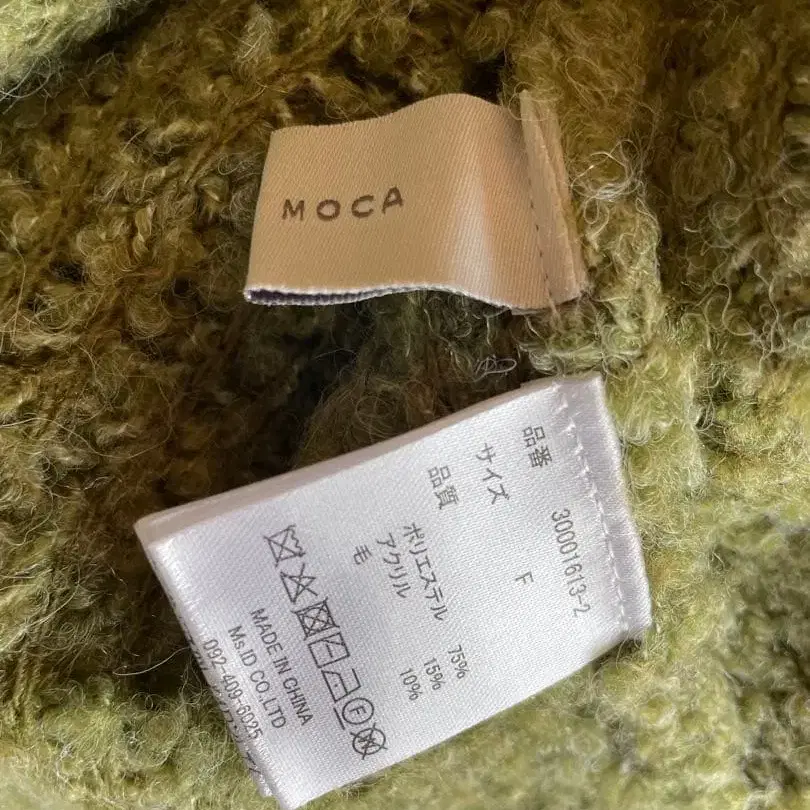 MOCA
品番 30001613-2
サイズ F
品質
ポリエステル 75%
アクリル 15%
毛 10%
F
MADE IN CHINA
Ms.ID CO.,LTD
092-409-6025